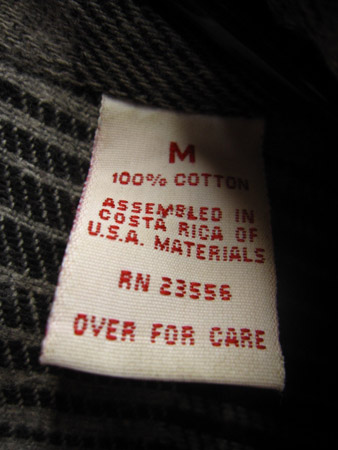 M
100% COTTON
ASSEMBLED IN
COSTA RICA OF
U.S.A. MATERIALS
RN 23556
OVER FOR CARE